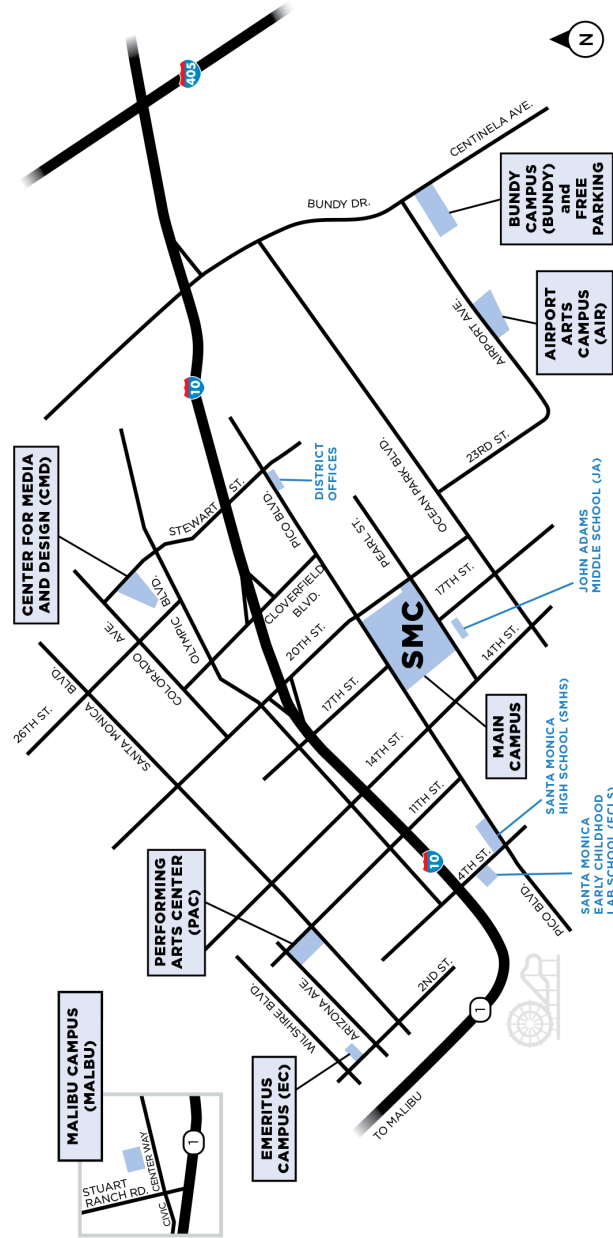 MALIBU CAMPUS
(MALBU)
STUART
RANCH RD.
CIVIC CENTER WAY
1
EMERITUS
CAMPUS (EC)
PERFORMING
ARTS CENTER
(PAC)
CENTER FOR MEDIA
AND DESIGN (CMD)
26TH ST.
SANTA MONICA BLVD.
COLORADO AVE.
OLYMPIC BLVD.
STEWART ST.
CLOVERFIELD
BLVD.
20TH ST.
17TH ST.
14TH ST.
11TH ST.
WILSHIRE BLVD.
ARIZONA AVE.
2ND ST.
4TH ST.
TO MALIBU
1
10
10
405
PICO BLVD.
PICO BLVD.
DISTRICT
OFFICES
PEARL ST.
OCEAN PARK BLVD.
17TH ST.
14TH ST.
23RD ST.
AIRPORT AVE.
BUNDY DR.
CENTINELA AVE.
SMC
MAIN
CAMPUS
SANTA MONICA
HIGH SCHOOL (SMHS)
SANTA MONICA
EARLY CHILDHOOD
LAB SCHOOL (ECLS)
JOHN ADAMS
MIDDLE SCHOOL (JA)
AIRPORT
ARTS
CAMPUS
(AIR)
BUNDY
CAMPUS
(BUNDY)
and
FREE
PARKING
N